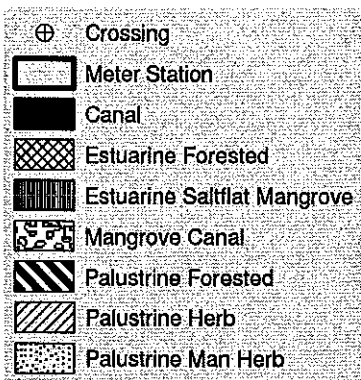 Crossing
Meter Station
Canal
Estuarine Forested
Estuarine Saltflat Mangrove
Mangrove Canal
Palustrine Forested
Palustrine Herb
Palustrine Man Herb